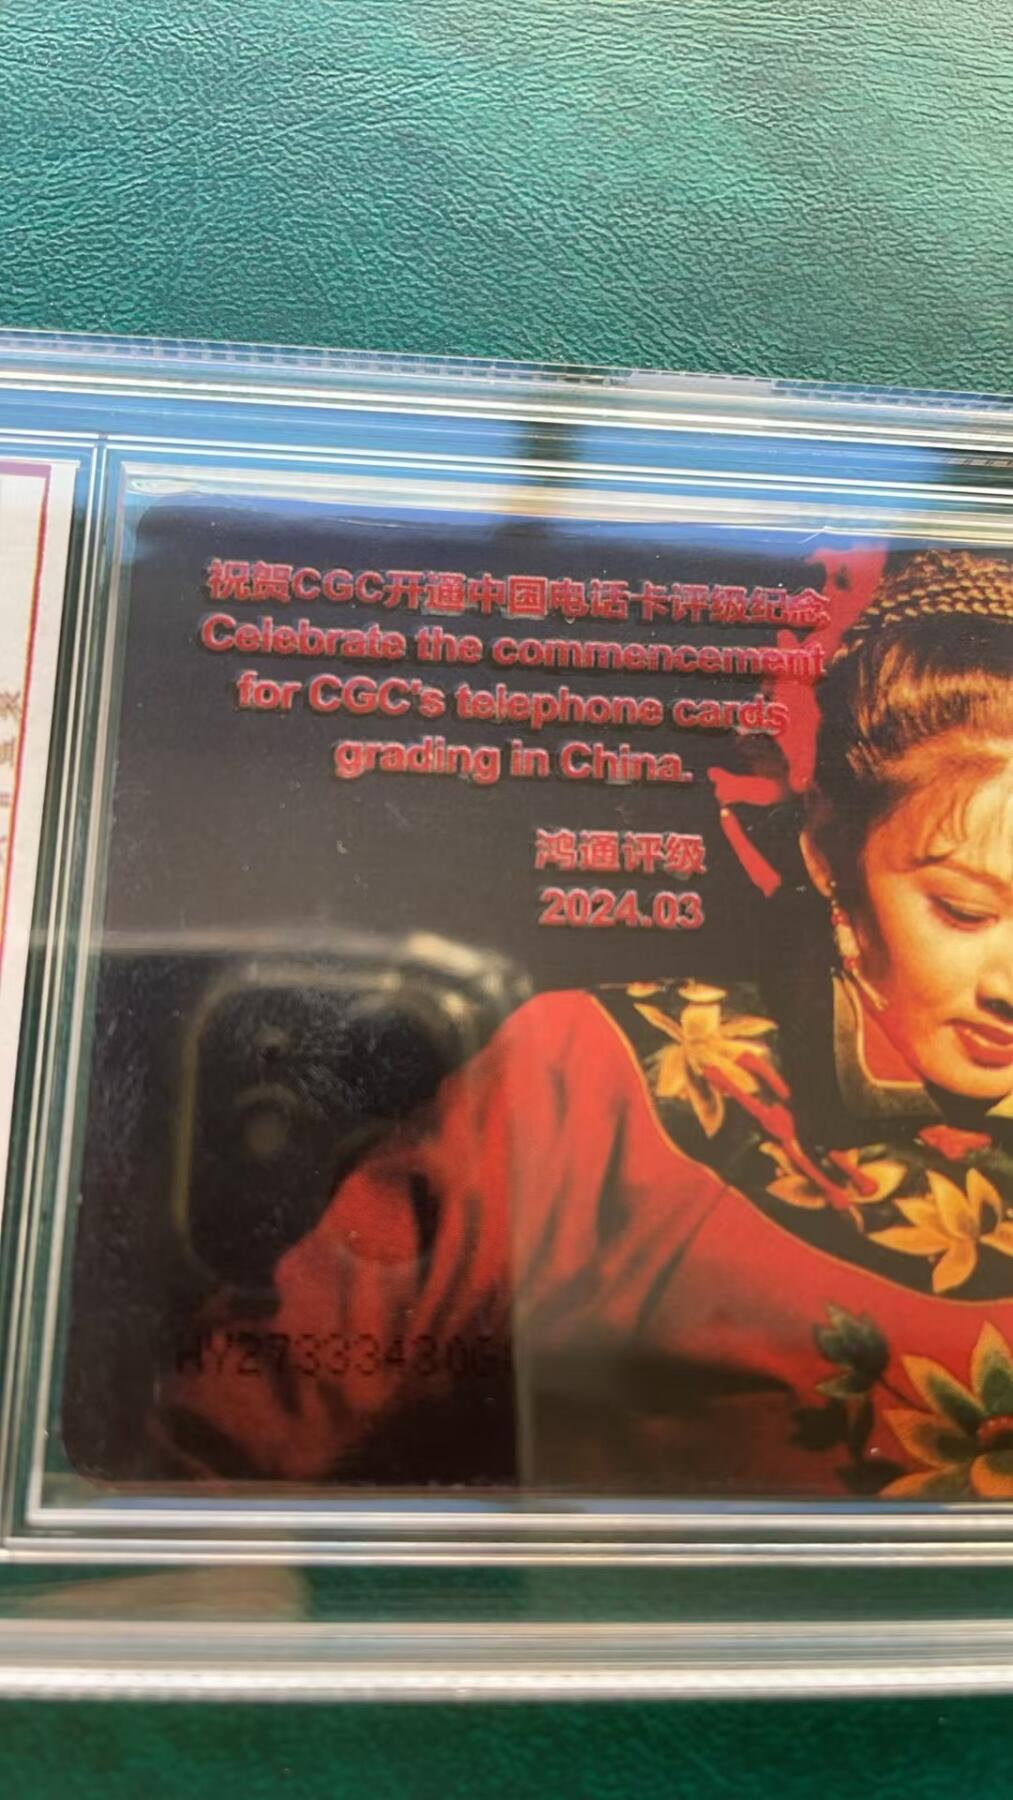 祝贺CGC开通中国电话卡评级纪念
Celebrate the commencement
for CGC's telephone cards
grading in China.
鸿通评级
2024.03